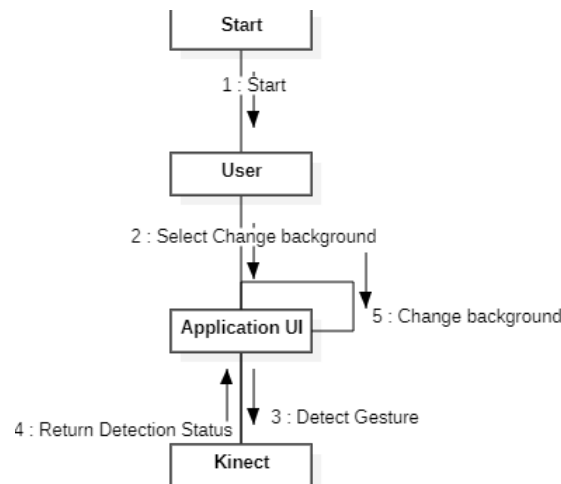 Start
1 : Start
User
2 : Select Change background
5 : Change background
Application UI
3 : Detect Gesture
4 : Return Detection Status
Kinect